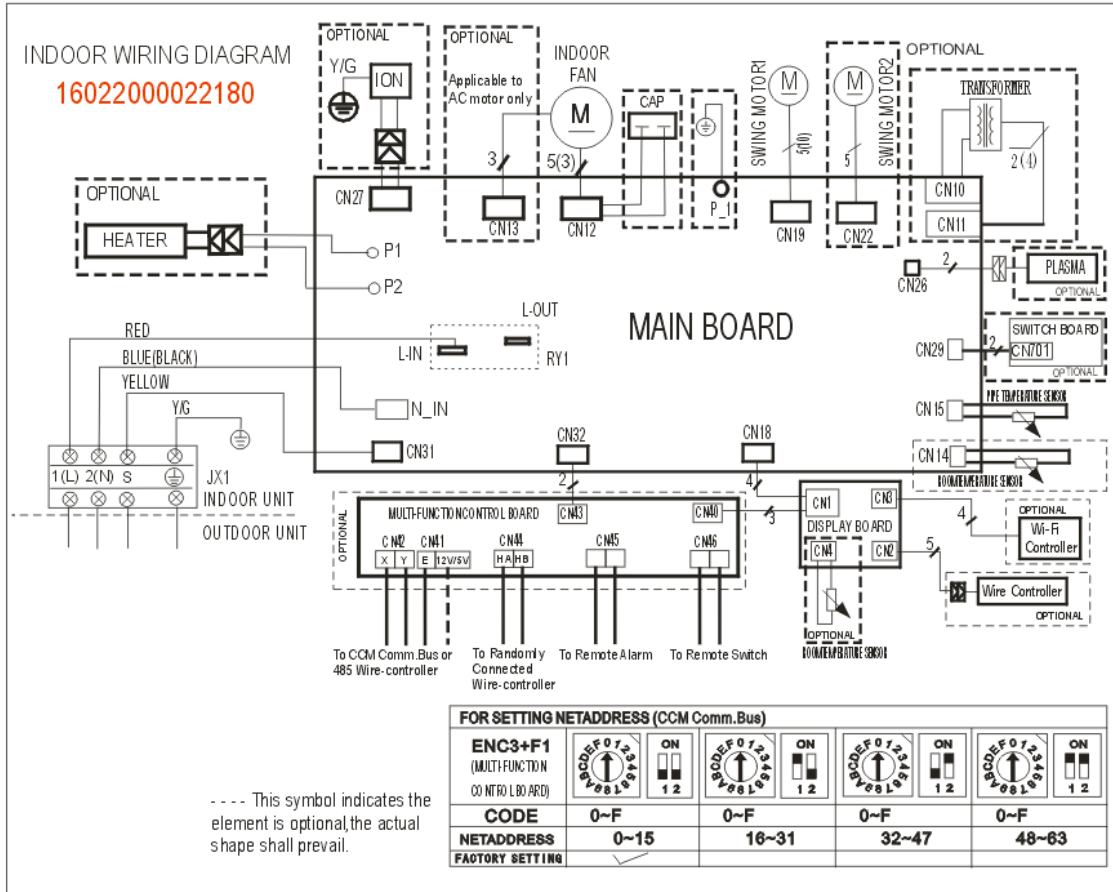 INDOOR WIRING DIAGRAM
16022000022180
OPTIONAL
Y/G
ION
CN27
OPTIONAL
Applicable to
AC motor only
3
CN13
INDOOR
FAN
M
5(3)
CN12
CAP
P_1
SWING MOTOR1
M
5(10)
CN19
SWING MOTOR2
M
5
CN22
OPTIONAL
TRANSFORMER
2(4)
CN10
CN11
OPTIONAL
HEATER
P1
P2
CN26
2
PLASMA
OPTIONAL
L-OUT
L-IN
RY1
MAIN BOARD
CN29
2
SWITCH BOARD
CN701
OPTIONAL
RED
BLUE(BLACK)
YELLOW
Y/G
N_IN
CN31
CN15
PIPE TEMPERATURE SENSOR
CN14
ROOM TEMPERATURE SENSOR
1(L) 2(N) S
JX1
INDOOR UNIT
OUTDOOR UNIT
CN32
2
CN18
4
OPTIONAL
MULTI-FUNCTION CONTROL BOARD
CN43
CN40
3
CN42
X Y
CN41
E 12V/5V
CN44
HA HB
CN45
CN46
CN1
CN3
DISPLAY BOARD
CN4
CN2
OPTIONAL
ROOM TEMPERATURE SENSOR
4
OPTIONAL
Wi-Fi
Controller
5
Wire Controller
OPTIONAL
To CCM Comm.Bus or
485 Wire-controller
To Randomly
Connected
Wire-controller
To Remote Alarm
To Remote Switch
FOR SETTING NETADDRESS (CCM Comm.Bus)
ENC3+F1
(MULTI-FUNCTION
CONTROL BOARD)
0123456789ABCDEF
ON
1 2
0123456789ABCDEF
ON
1 2
0123456789ABCDEF
ON
1 2
0123456789ABCDEF
ON
1 2
CODE 0~F 0~F 0~F 0~F
NETADDRESS 0~15 16~31 32~47 48~63
FACTORY SETTING
---- This symbol indicates the
element is optional,the actual
shape shall prevail.